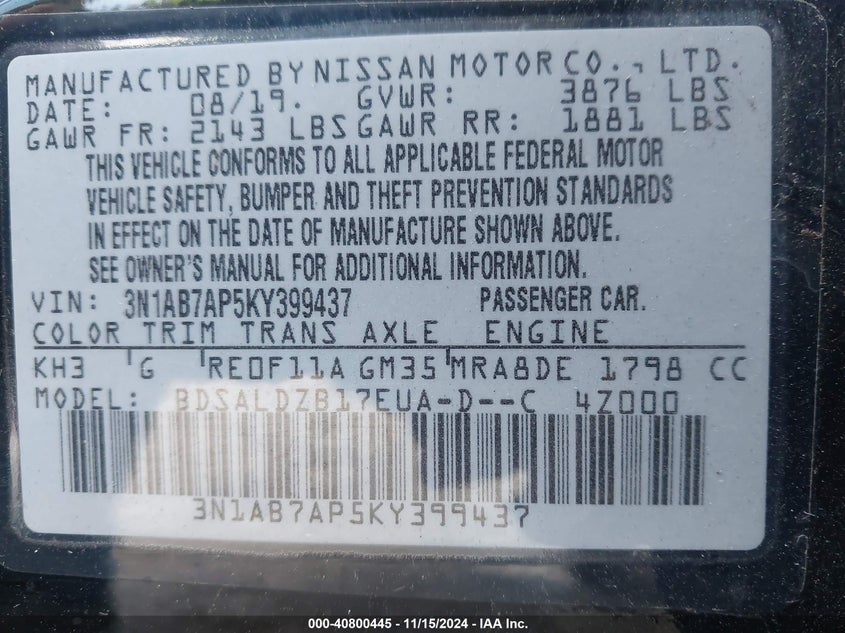 MANUFACTURED BY NISSAN MOTOR CO., LTD.
DATE: 08/19. GVWR: 3876 LBS
GAWR FR: 2143 LBS GAWR RR: 1881 LBS
THIS VEHICLE CONFORMS TO ALL APPLICABLE FEDERAL MOTOR
VEHICLE SAFETY, BUMPER AND THEFT PREVENTION STANDARDS
IN EFFECT ON THE DATE OF MANUFACTURE SHOWN ABOVE.
SEE OWNER'S MANUAL FOR ADDITIONAL INFORMATION.
VIN: 3N1AB7AP5KY399437 PASSENGER CAR.
COLOR TRIM TRANS AXLE ENGINE
KH3 'G 'RE0F11A GM35'MRA8DE 1798 CC
MODEL: BDSALDZB17EUA-D--C 4Z000
3N1AB7AP5KY399437
000-40800445 - 11/15/2024 - IAA Inc.